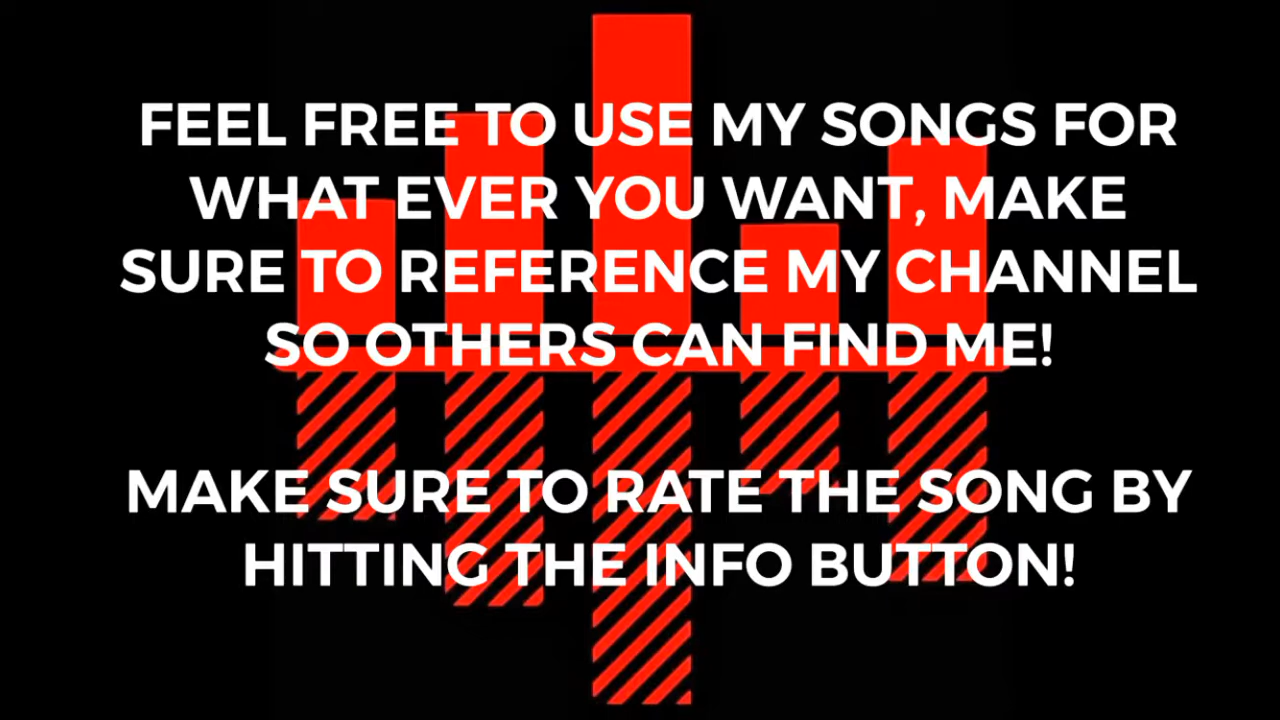 FEEL FREE TO USE MY SONGS FOR
WHAT EVER YOU WANT, MAKE
SURE TO REFERENCE MY CHANNEL
SO OTHERS CAN FIND ME!
MAKE SURE TO RATE THE SONG BY
HITTING THE INFO BUTTON!